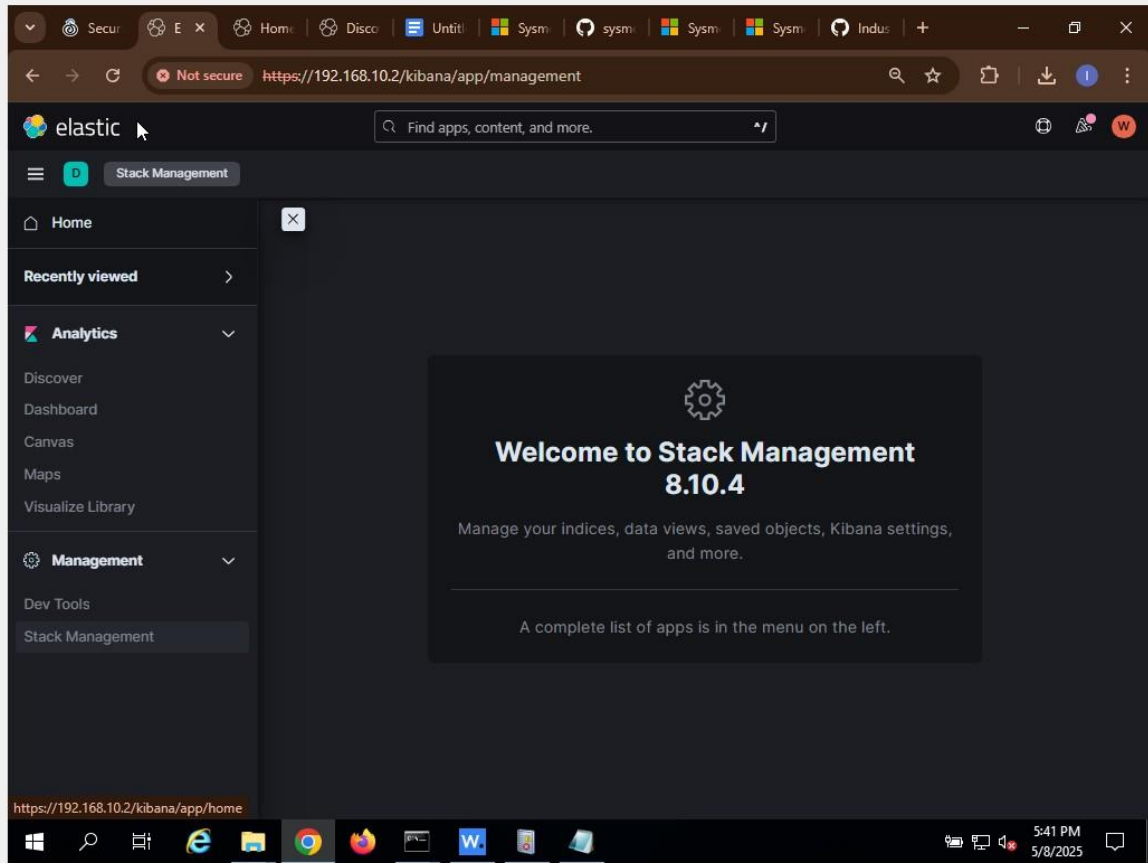 Secur
E
Home
Disco
Untitl
Sysm
sysmo
Sysm
Sysm
Indus
Not secure
https://192.168.10.2/kibana/app/management
I
elastic
Find apps, content, and more.
^/
W
D
Stack Management
Home
Recently viewed
Analytics
Discover
Dashboard
Canvas
Maps
Visualize Library
Management
Dev Tools
Stack Management
Welcome to Stack Management
8.10.4
Manage your indices, data views, saved objects, Kibana settings,
and more.
A complete list of apps is in the menu on the left.
https://192.168.10.2/kibana/app/home
W.
5:41 PM
5/8/2025